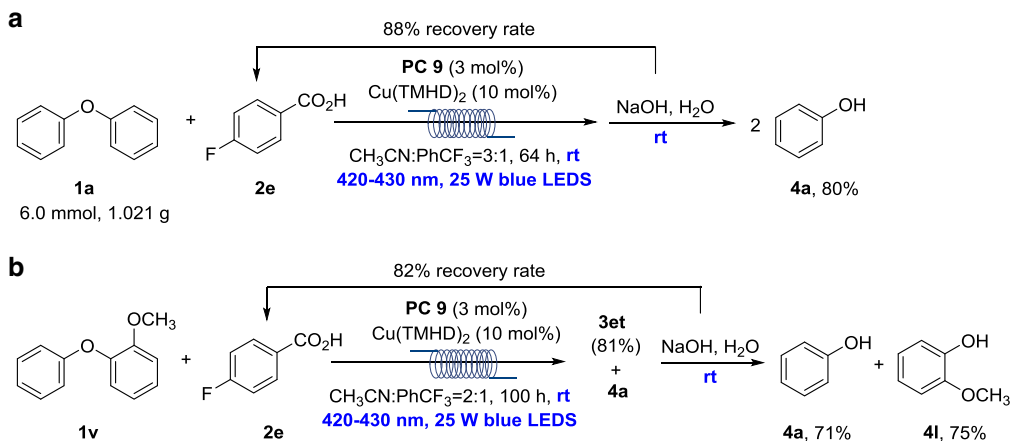 a
88% recovery rate
PC 9 (3 mol%)
Cu(TMHD)2 (10 mol%)
O
+
CO2H
F
NaOH, H2O
rt
2
OH
CH3CN:PhCF3=3:1, 64 h, rt
420-430 nm, 25 W blue LEDS
1a
2e
4a, 80%
6.0 mmol, 1.021 g
b
82% recovery rate
PC 9 (3 mol%)
Cu(TMHD)2 (10 mol%)
OCH3
O
+
CO2H
F
3et
(81%)
+
4a
NaOH, H2O
rt
OH
+
OH
OCH3
CH3CN:PhCF3=2:1, 100 h, rt
420-430 nm, 25 W blue LEDS
1v
2e
4a, 71%
4l, 75%